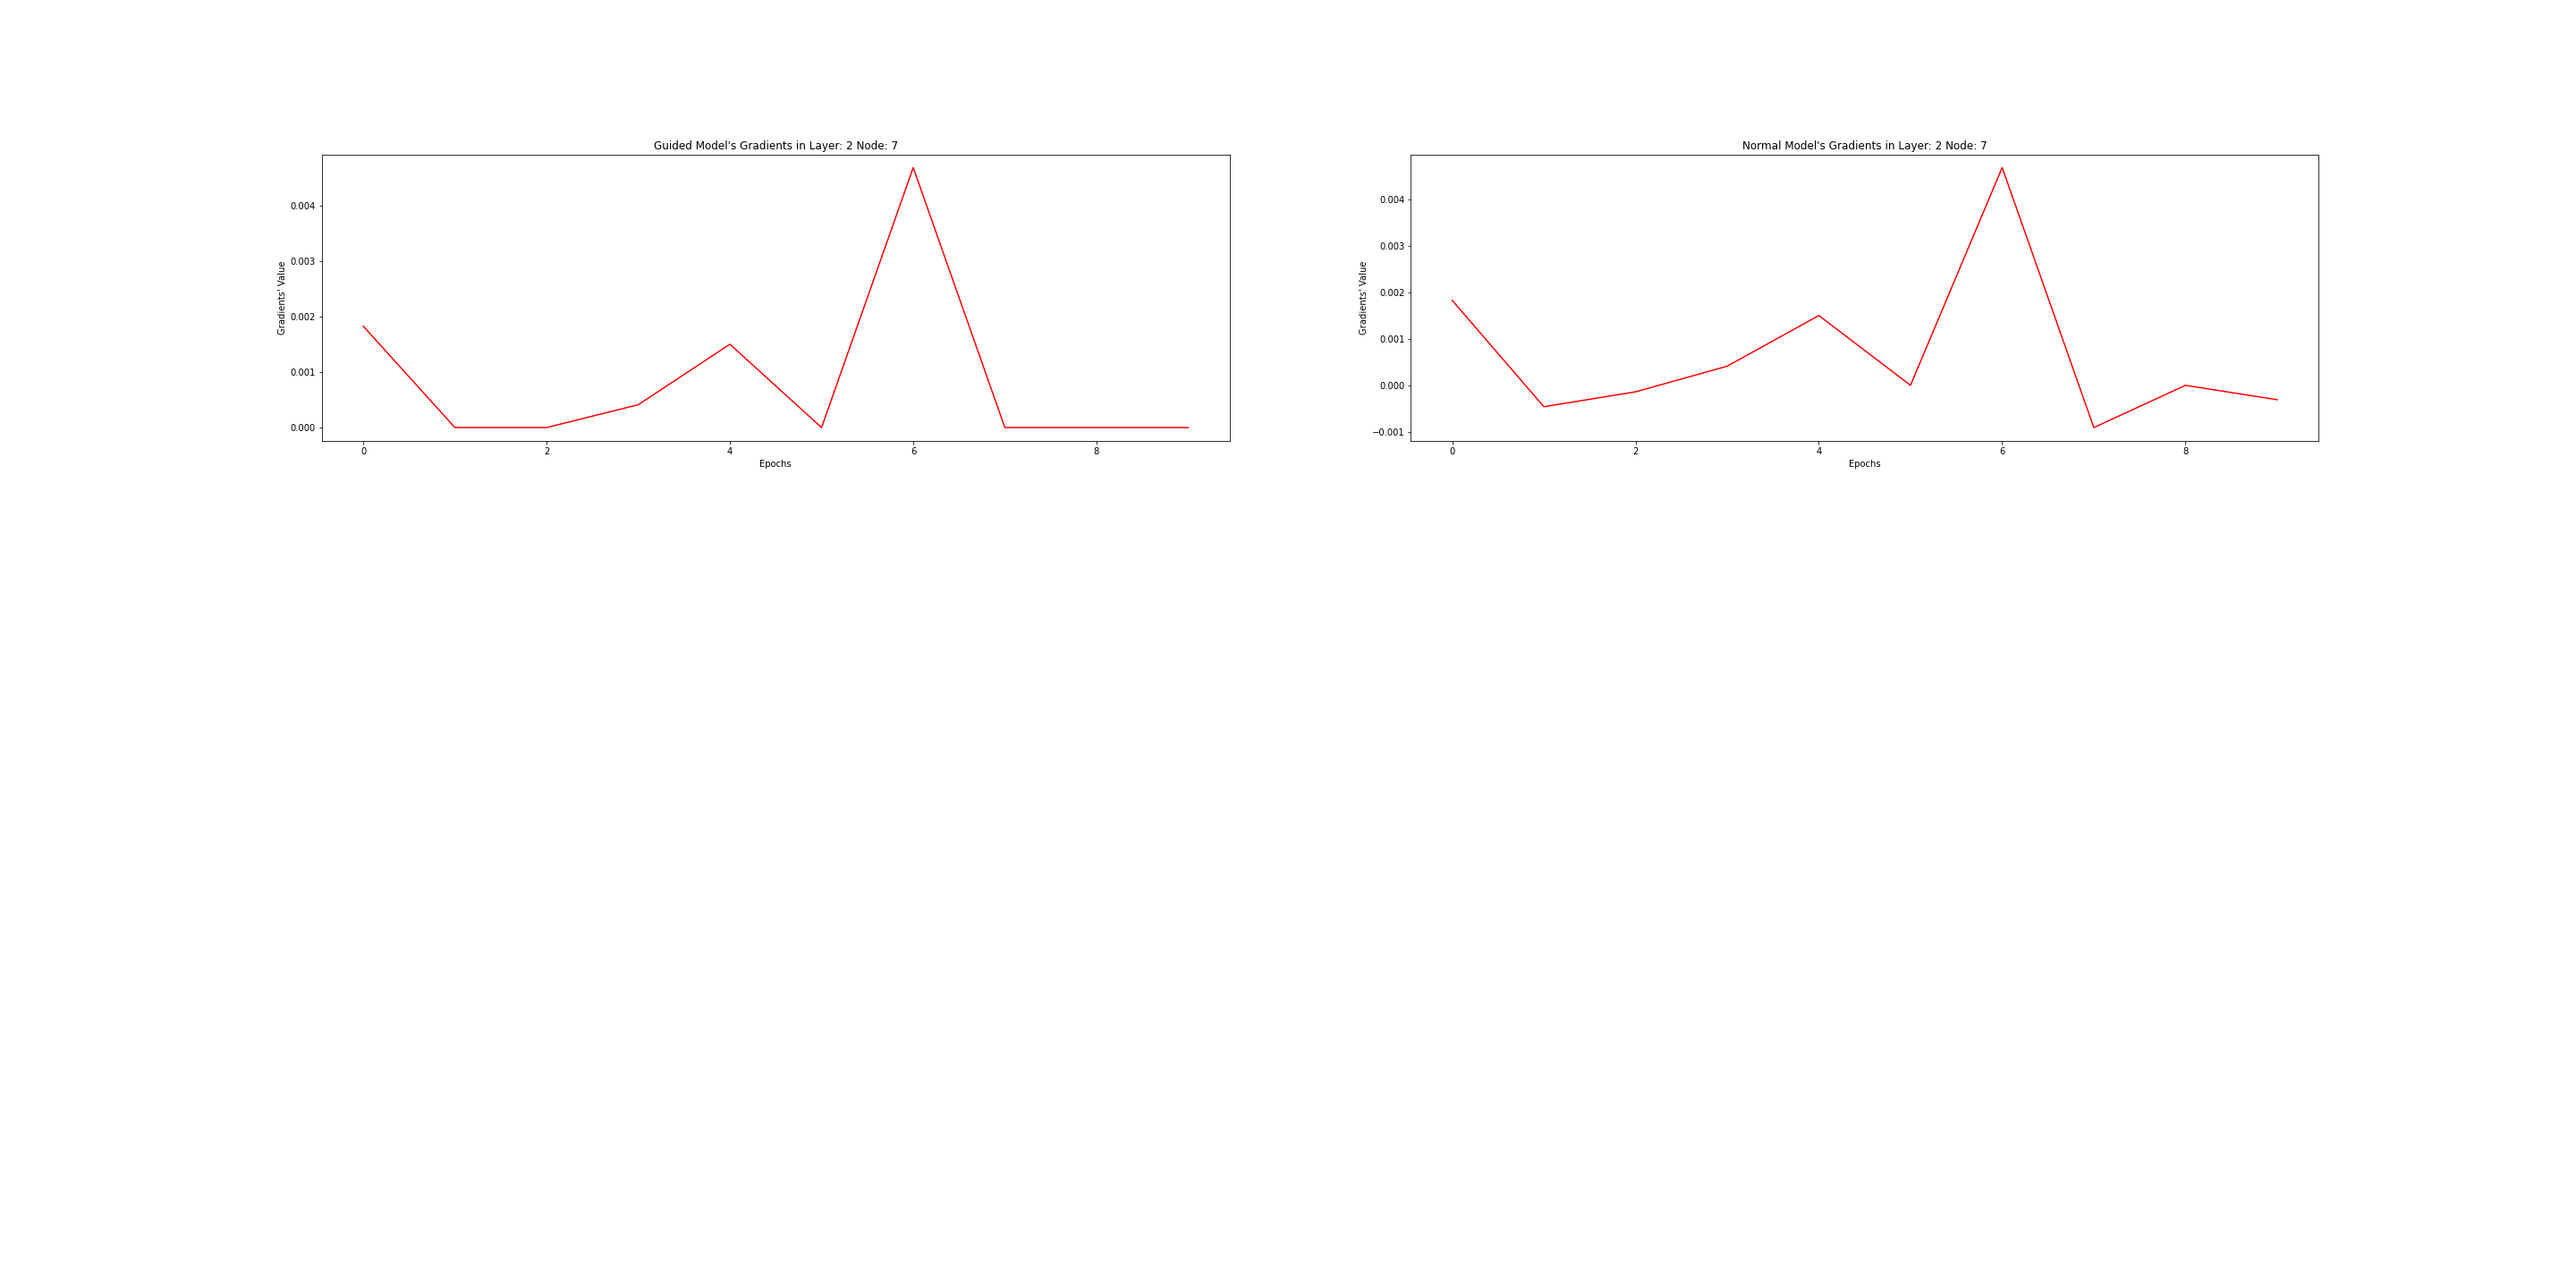 Guided Model's Gradients in Layer: 2 Node: 7
Gradients' Value
0.004
0.003
0.002
0.001
0.000
0 2 4 6 8
Epochs
Normal Model's Gradients in Layer: 2 Node: 7
Gradients' Value
0.004
0.003
0.002
0.001
0.000
−0.001
0 2 4 6 8
Epochs